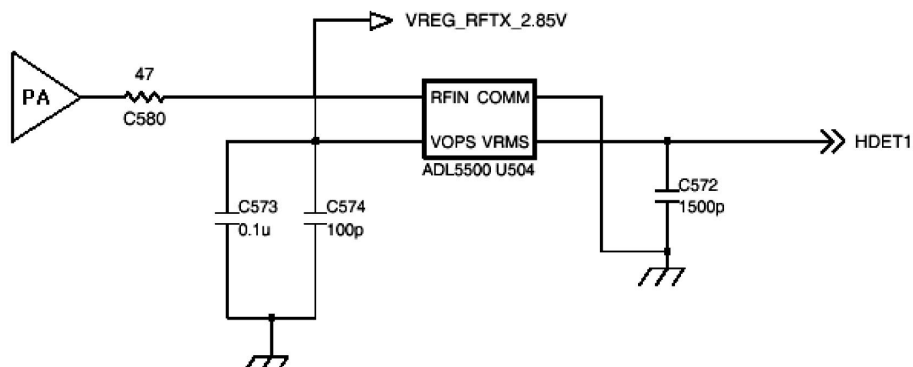 VREG_RFTX_2.85V
PA
47
C580
RFIN COMM
VOPS VRMS
ADL5500 U504
HDET1
C573
0.1u
C574
100p
C572
1500p